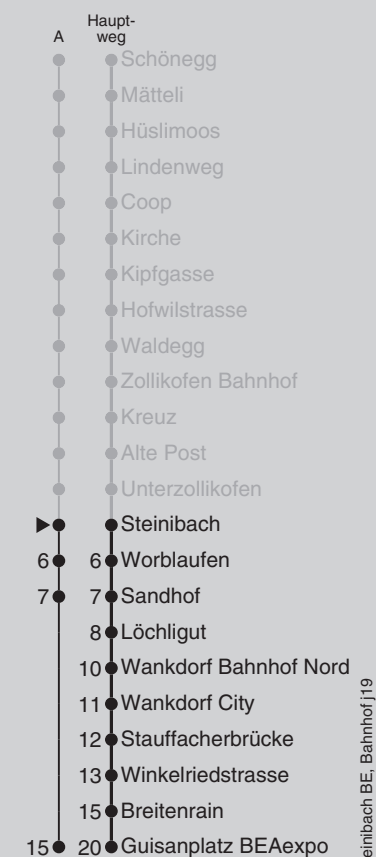 A
Haupt-
weg
Schönegg
Mätteli
Hüslimoos
Lindenweg
Coop
Kirche
Kipfgasse
Hofwilstrasse
Waldegg
Zollikofen Bahnhof
Kreuz
Alte Post
Unterzollikofen
Steinibach
6 6 Worblaufen
7 7 Sandhof
8 Löchligut
10 Wankdorf Bahnhof Nord
11 Wankdorf City
12 Stauffacherbrücke
13 Winkelriedstrasse
15 Breitenrain
15 20 Guisanplatz BEAexpo
einibach BE, Bahnhof j19